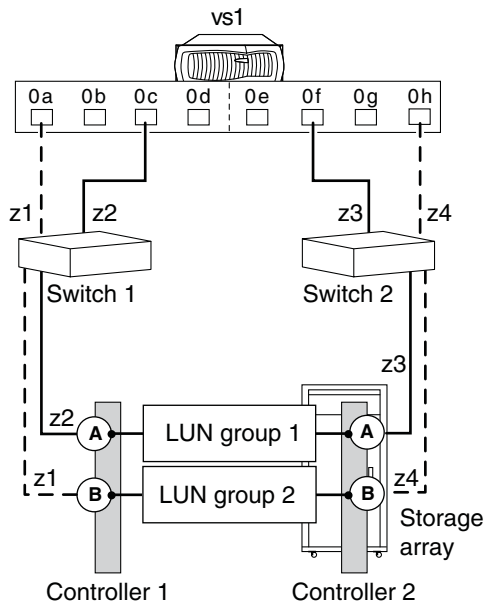 vs1
0a 0b 0c 0d 0e 0f 0g 0h
z1 z2 z3 z4
Switch 1 Switch 2
z3
z2
A LUN group 1 A
z1 z4
B LUN group 2 B
Storage
array
Controller 1 Controller 2